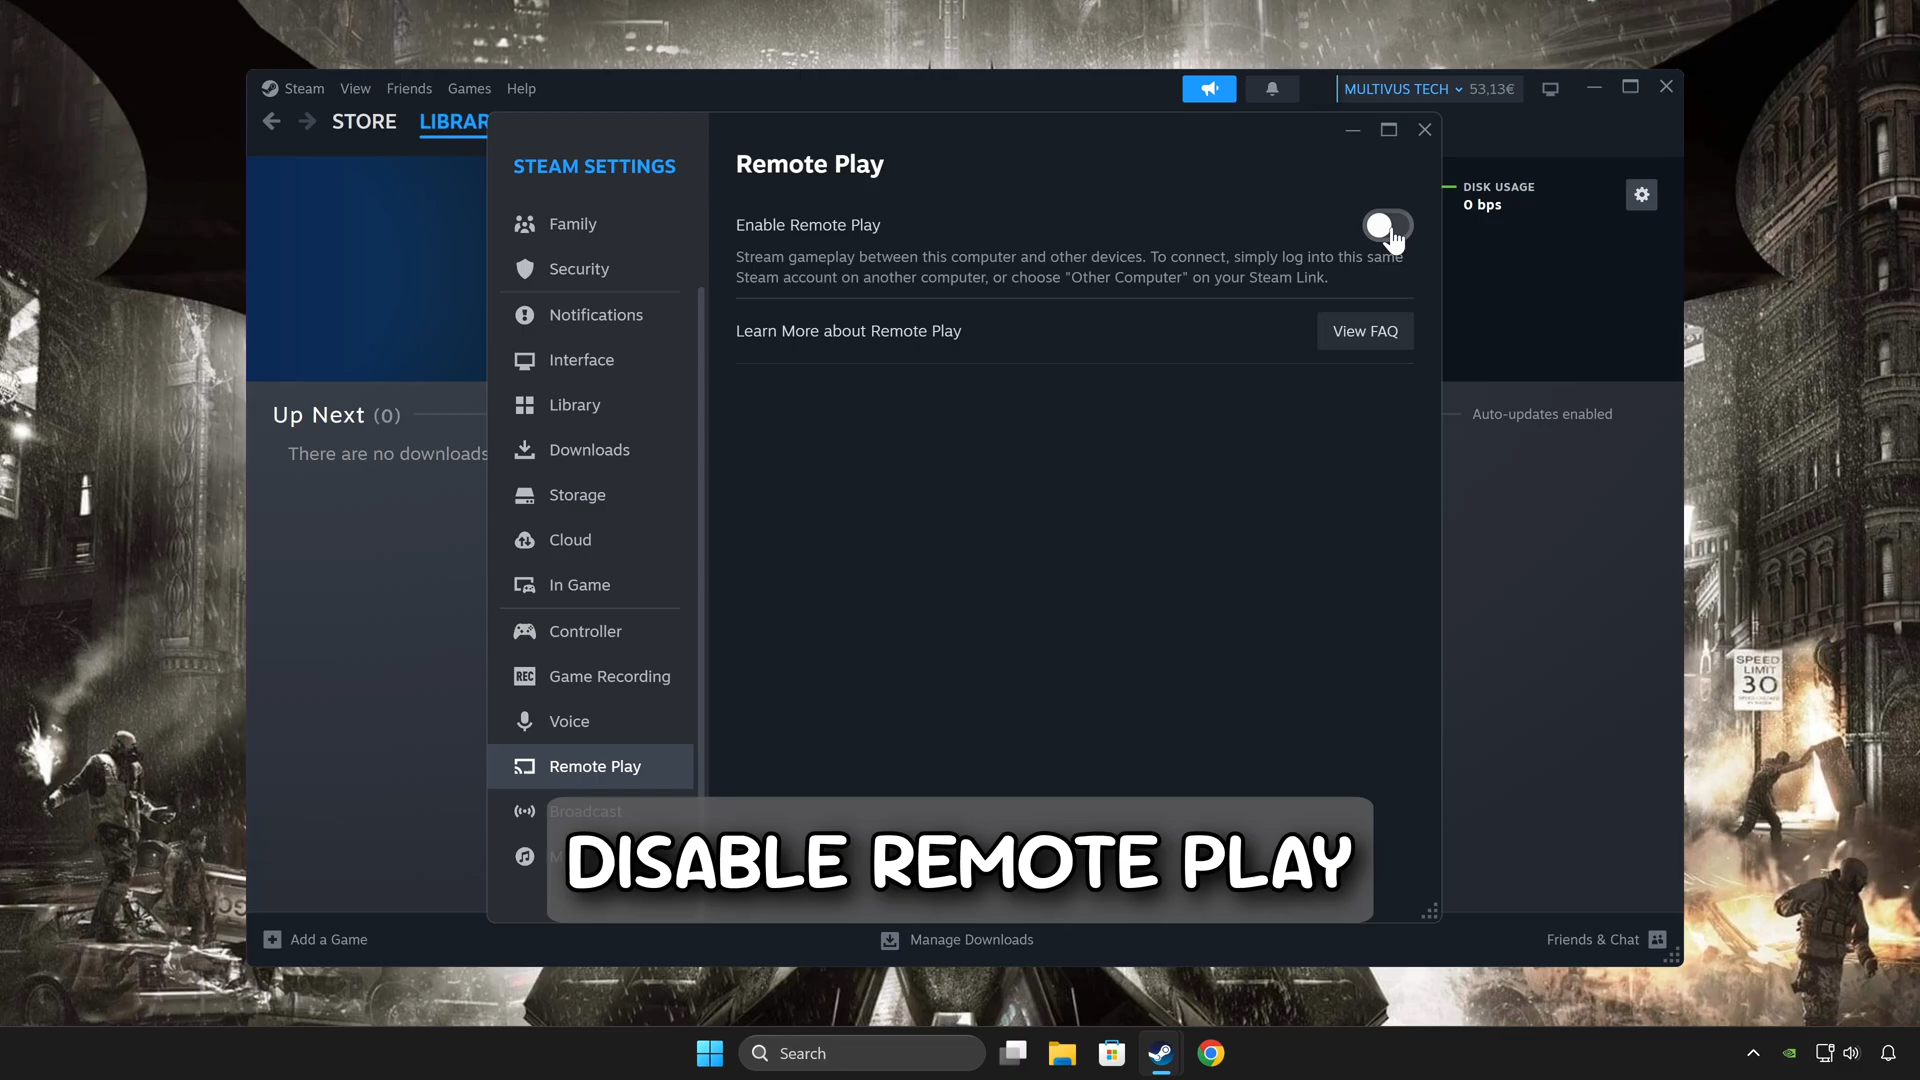 Steam View Friends Games Help
MULTIVUS TECH 53,13€
STORE LIBRAR
STEAM SETTINGS
Family
Security
Notifications
Interface
Library
Downloads
Storage
Cloud
In Game
Controller
Game Recording
REC
Voice
Remote Play
Broadcast
Remote Play
Enable Remote Play
Stream gameplay between this computer and other devices. To connect, simply log into this same
Steam account on another computer, or choose "Other Computer" on your Steam Link.
Learn More about Remote Play
View FAQ
DISK USAGE
0 bps
Up Next (0)
There are no downloads
Auto-updates enabled
DISABLE REMOTE PLAY
SPEED
LIMIT
30
Add a Game
Manage Downloads
Friends & Chat
Search